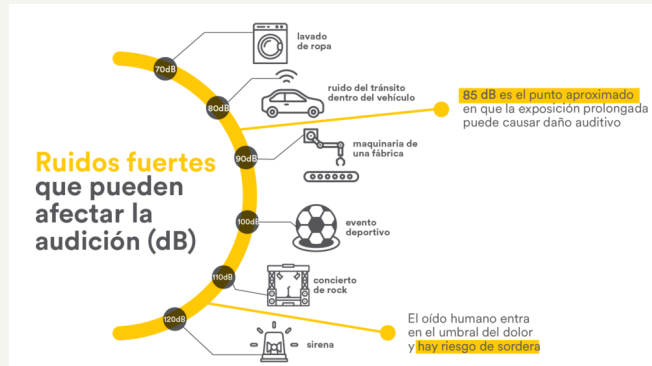 Ruidos fuertes
que pueden
afectar la
audición (dB)
70dB
lavado
de ropa
80dB
ruido del tránsito
dentro del vehículo
85 dB es el punto aproximado
en que la exposición prolongada
puede causar daño auditivo
90dB
maquinaria de
una fábrica
100dB
evento
deportivo
110dB
concierto
de rock
120dB
sirena
El oído humano entra
en el umbral del dolor
y hay riesgo de sordera